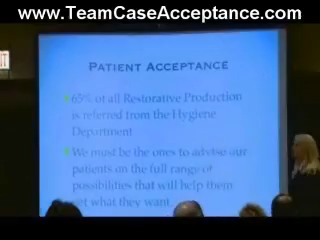 www.TeamCaseAcceptance.com
PATIENT ACCEPTANCE
65% of all Restorative Production
is referred from the Hygiene
Department
We must be the ones to advise our
patients on the full range of
possibilities that will help them
get what they want.